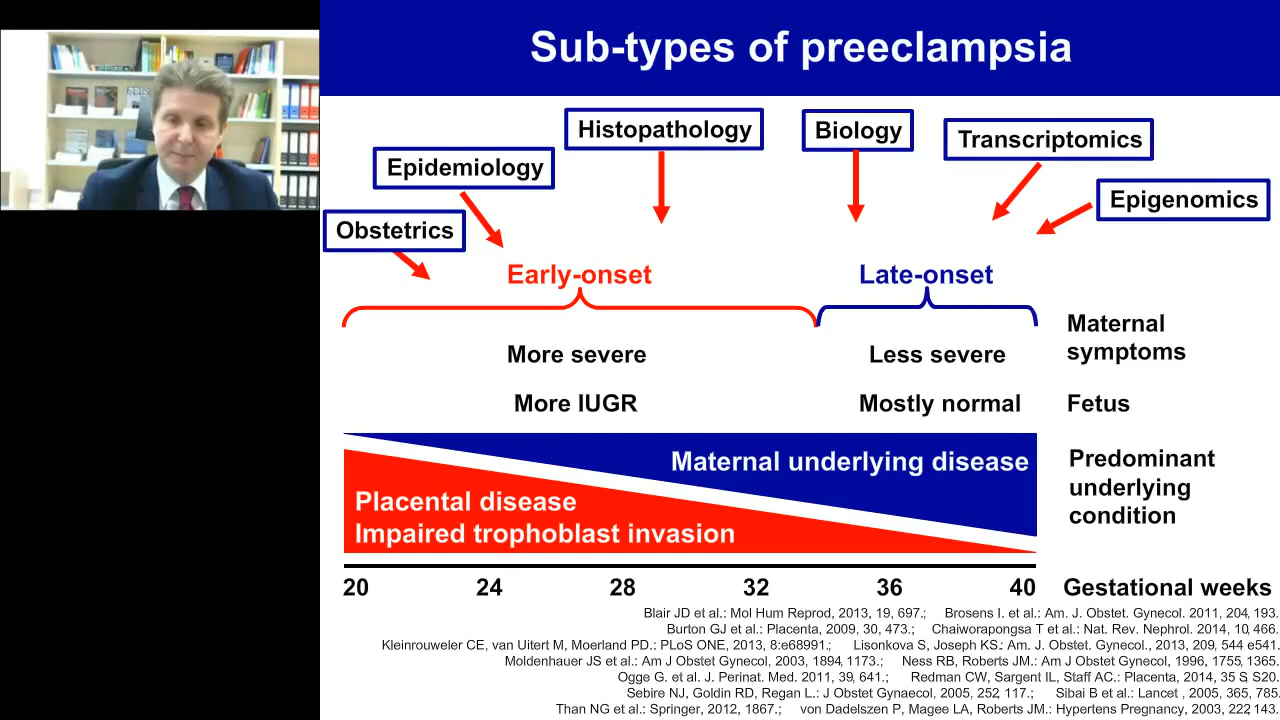 Sub-types of preeclampsia
Histopathology
Biology
Transcriptomics
Epidemiology
Epigenomics
Obstetrics
Early-onset
Late-onset
Maternal
symptoms
More severe
Less severe
More IUGR
Mostly normal
Fetus
Maternal underlying disease
Predominant
underlying
condition
Placental disease
Impaired trophoblast invasion
20 24 28 32 36 40 Gestational weeks
Blair JD et al.: Mol Hum Reprod, 2013, 19, 697.; Brosens I. et al.: Am. J. Obstet. Gynecol. 2011, 204, 193.
Burton GJ et al.: Placenta, 2009, 30, 473.; Chaiworapongsa T et al.: Nat. Rev. Nephrol. 2014, 10, 466.
Kleinrouweler CE, van Uitert M, Moerland PD.: PLoS ONE, 2013, 8:e68991.; Lisonkova S, Joseph KS.: Am. J. Obstet. Gynecol., 2013, 209, 544 e541.
Moldenhauer JS et al.: Am J Obstet Gynecol, 2003, 1894, 1173.; Ness RB, Roberts JM.: Am J Obstet Gynecol, 1996, 1755, 1365.
Ogge G. et al. J. Perinat. Med. 2011, 39, 641.; Redman CW, Sargent IL, Staff AC.: Placenta, 2014, 35 S, S20.
Sebire NJ, Goldin RD, Regan L.: J Obstet Gynaecol, 2005, 252, 117.; Sibai B et al.: Lancet , 2005, 365, 785.
Than NG et al.: Springer, 2012, 1867.; von Dadelszen P, Magee LA, Roberts JM.: Hypertens Pregnancy, 2003, 222, 143.